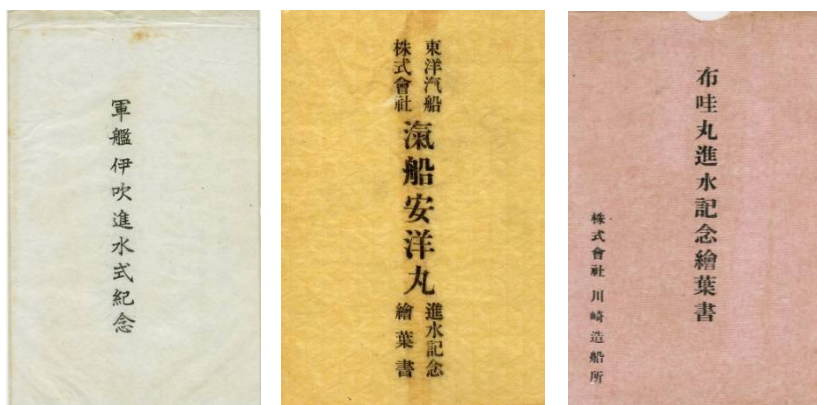 軍艦伊吹進水式紀念
東洋汽船
株式會社
滊船安洋丸
進水記念
繪葉書
布哇丸進水記念繪葉書
株式會社 川崎造船所